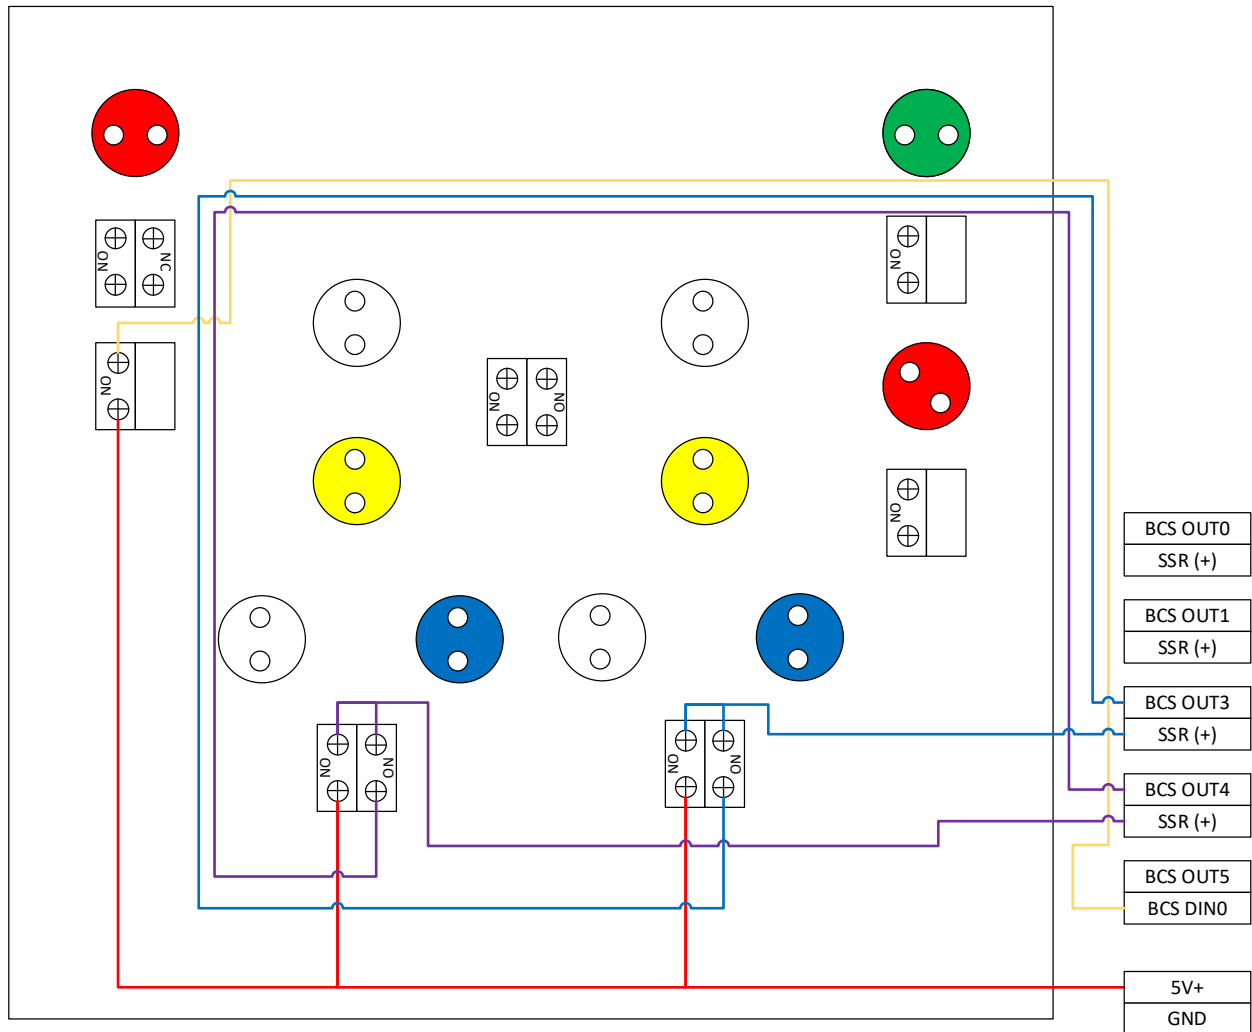 NO
NC
NO
NO
NO
NO
NO
BCS OUT0
SSR (+)
BCS OUT1
SSR (+)
BCS OUT3
SSR (+)
NO
NO
NO
NO
BCS OUT4
SSR (+)
BCS OUT5
BCS DIN0
5V+
GND